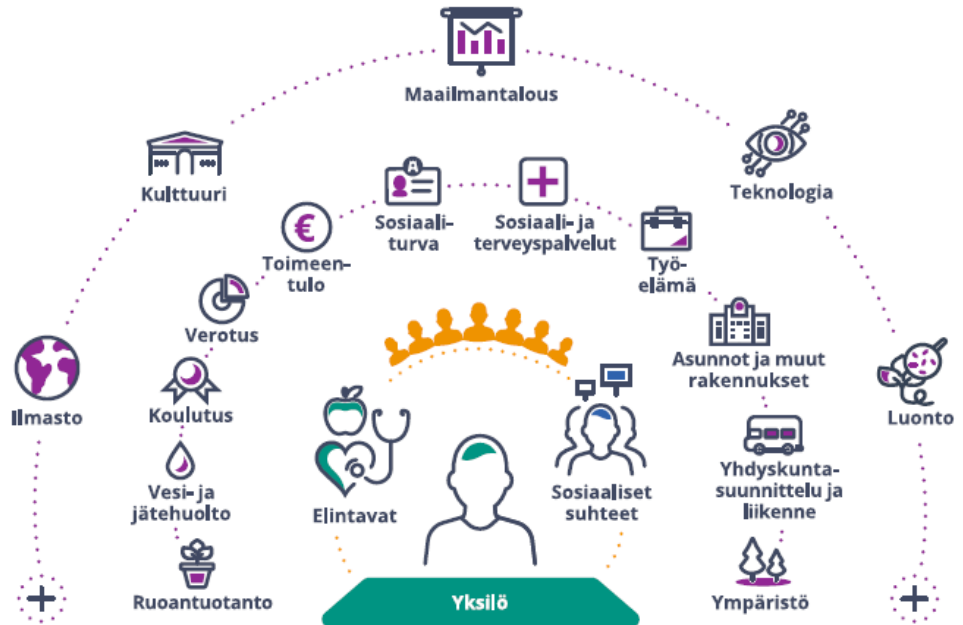 Maailmantalous
Kulttuuri
Teknologia
Sosiaali-
turva
Sosiaali- ja
terveyspalvelut
Toimeen-
tulo
Työ-
elämä
Verotus
Asunnot ja muut
rakennukset
Ilmasto
Koulutus
Luonto
Vesi- ja
jätehuolto
Elintavat
Sosiaaliset
suhteet
Yhdyskunta-
suunnittelu ja
liikenne
Ruoantuotanto
Yksilö
Ympäristö